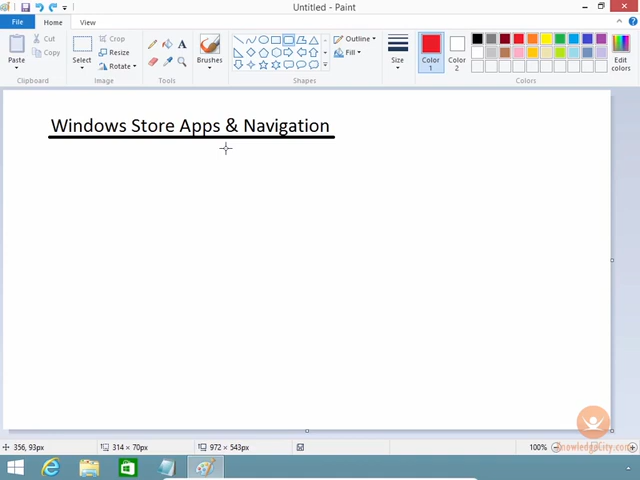 Untitled - Paint
File Home View
Paste Cut Copy Clipboard
Select Crop Resize Rotate Image
A Tools
Brushes
Outline Fill Shapes
Size
Color 1 Color 2 Edit colors Colors
Windows Store Apps & Navigation
KnowledgeCity.com
356, 93px 314 × 70px 972 × 543px 100%